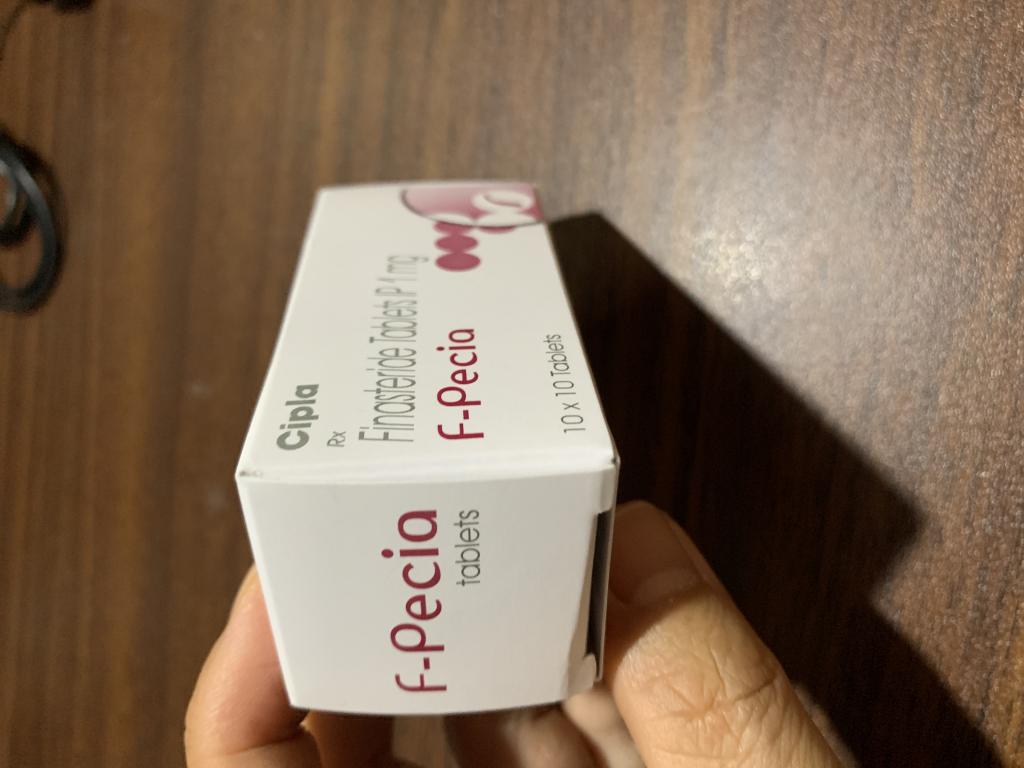 Cipla
Rx
Finasteride Tablets IP 1 mg
F-Pecia
10 x 10 Tablets
F-Pecia
tablets